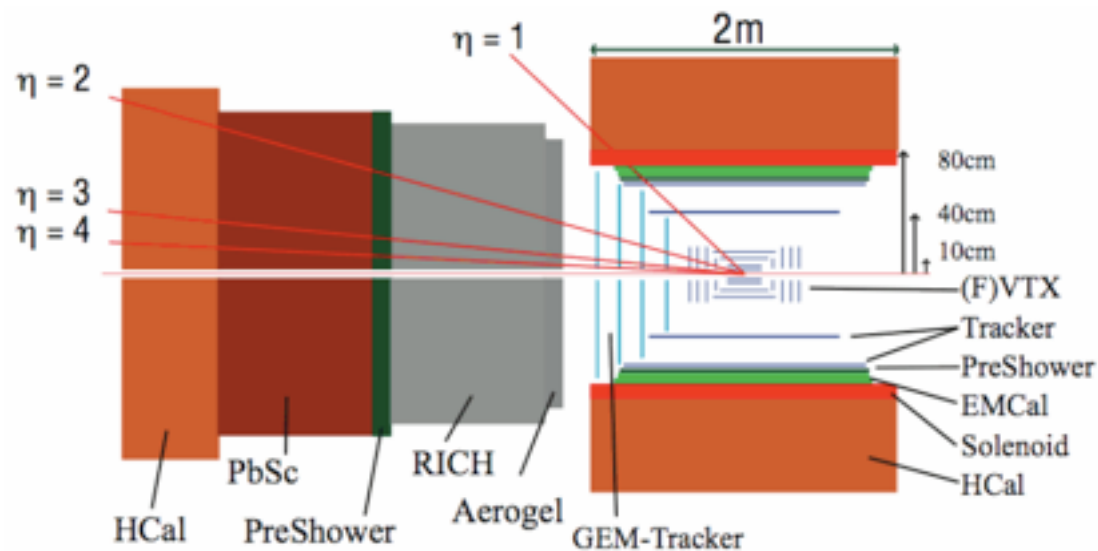 η = 1
2m
η = 2
80cm
η = 3
40cm
η = 4
10cm
(F)VTX
Tracker
PreShower
EMCal
Solenoid
HCal
PbSc
RICH
Aerogel
HCal
PreShower
GEM-Tracker